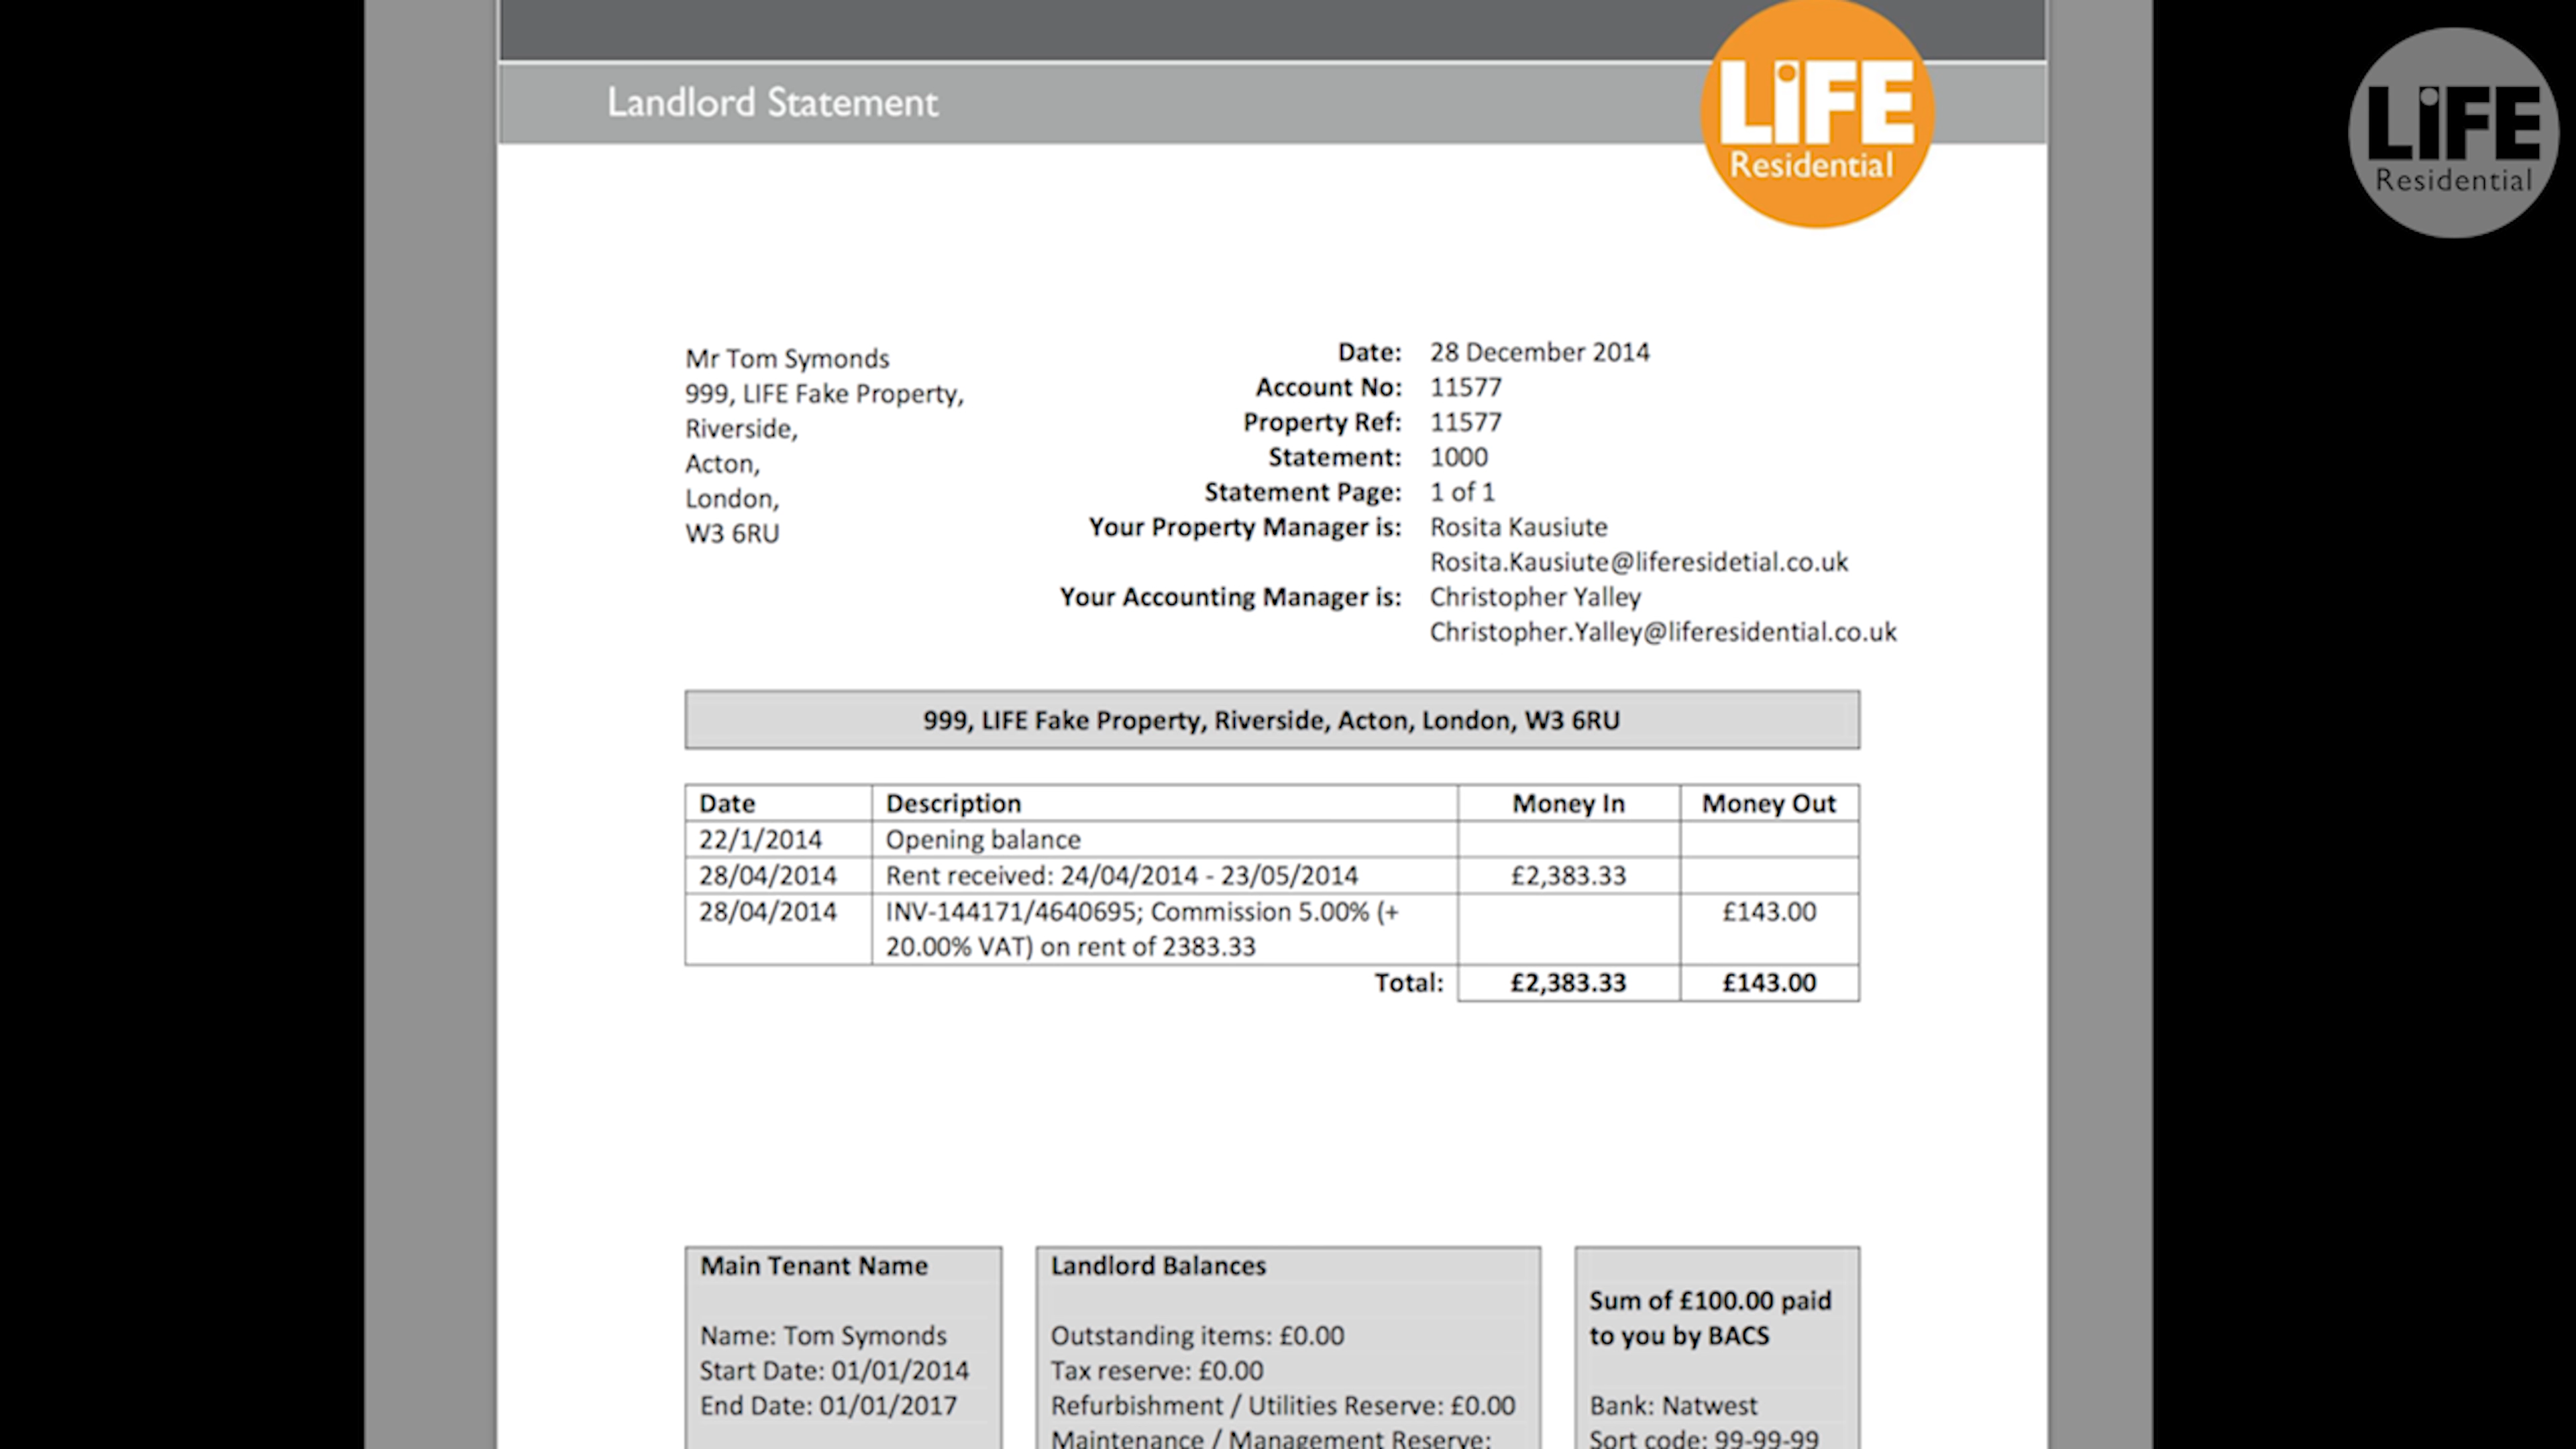 Landlord Statement
LiFE
Residential
LiFE
Residential
Mr Tom Symonds
999, LIFE Fake Property,
Riverside,
Acton,
London,
W3 6RU
Date: 28 December 2014
Account No: 11577
Property Ref: 11577
Statement: 1000
Statement Page: 1 of 1
Your Property Manager is: Rosita Kausiute
Rosita.Kausiute@liferesidetial.co.uk
Your Accounting Manager is: Christopher Yalley
Christopher.Yalley@liferesidential.co.uk
999, LIFE Fake Property, Riverside, Acton, London, W3 6RU
Date Description Money In Money Out
22/1/2014 Opening balance
28/04/2014 Rent received: 24/04/2014 - 23/05/2014 £2,383.33
28/04/2014 INV-144171/4640695; Commission 5.00% (+ £143.00
20.00% VAT) on rent of 2383.33
Total: £2,383.33 £143.00
Main Tenant Name
Name: Tom Symonds
Start Date: 01/01/2014
End Date: 01/01/2017
Landlord Balances
Outstanding items: £0.00
Tax reserve: £0.00
Refurbishment / Utilities Reserve: £0.00
Maintenance / Management Reserve:
Sum of £100.00 paid
to you by BACS
Bank: Natwest
Sort code: 99-99-99